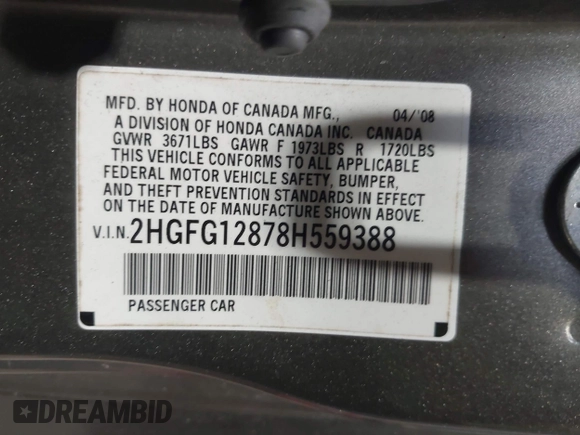 MFD. BY HONDA OF CANADA MFG., 04/'08
A DIVISION OF HONDA CANADA INC. CANADA
GVWR 3671LBS GAWR F 1973LBS R 1720LBS
THIS VEHICLE CONFORMS TO ALL APPLICABLE
FEDERAL MOTOR VEHICLE SAFETY, BUMPER,
AND THEFT PREVENTION STANDARDS IN EFFECT
ON THE DATE OF MANUFACTURE SHOWN ABOVE.
V.I.N. 2HGFG12878H559388
PASSENGER CAR
DREAMBID